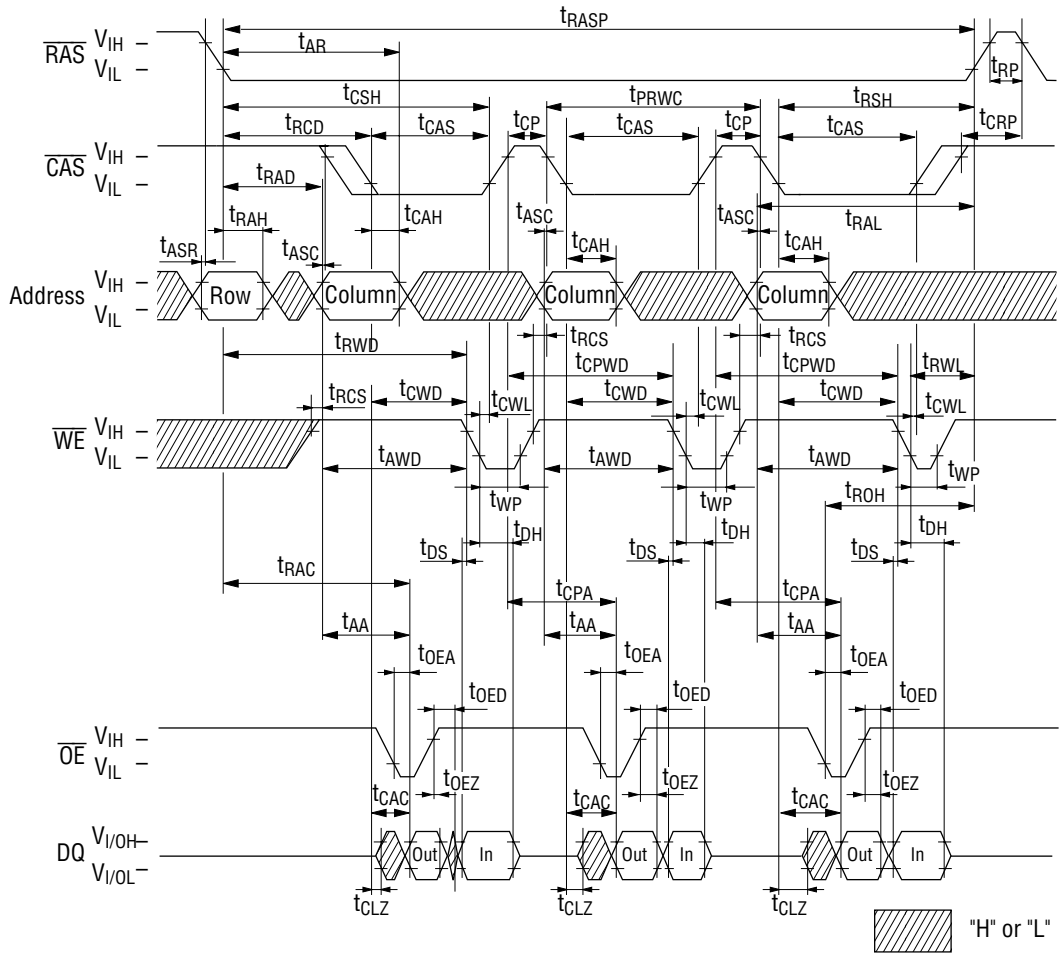 tRASP
RAS VIH
VIL
tAR
tRP
tCSH tPRWC tRSH
tRCD tCAS tCP tCAS tCP tCAS tCRP
CAS VIH
VIL
tRAD
tRAH tCAH tASC tASC tRAL
tASR tASC tCAH tCAH
Address VIH
VIL
Row Column Column Column
tRWD tRCS tRCS
tCPWD tCPWD tRWL
tRCS tCWD tCWL tCWD tCWL tCWD tCWL
WE VIH
VIL
tAWD tAWD tAWD
tWP tWP tWP
tROH
tDH tDH tDH
tDS tDS tDS
tRAC tCPA tCPA
tAA tAA tAA
tOEA tOEA tOEA
tOED tOED tOED
OE VIH
VIL
tOEZ tOEZ tOEZ
tCAC tCAC tCAC
DQ VI/OH
VI/OL
Out In Out In Out In
tCLZ tCLZ tCLZ
"H" or "L"